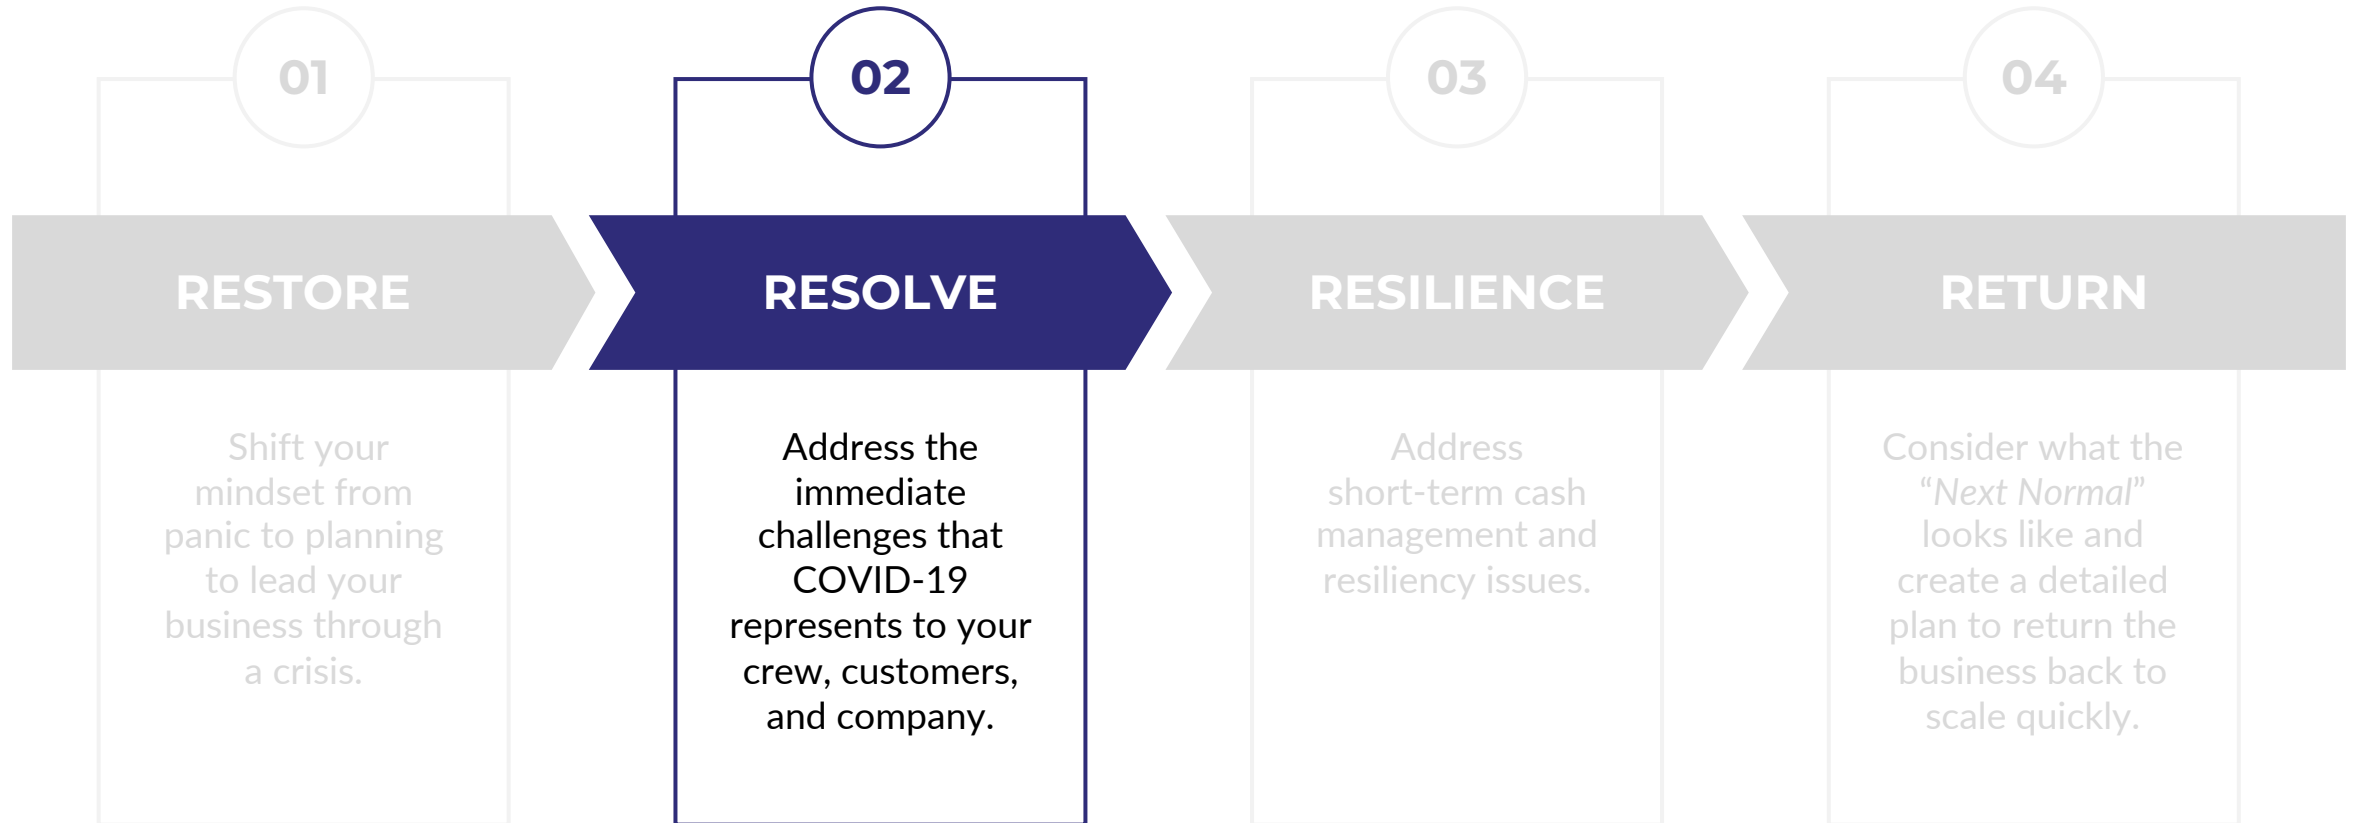 01
RESTORE
Shift your
mindset from
panic to planning
to lead your
business through
a crisis.
02
RESOLVE
Address the
immediate
challenges that
COVID-19
represents to your
crew, customers,
and company.
03
RESILIENCE
Address
short-term cash
management and
resiliency issues.
04
RETURN
Consider what the
“Next Normal”
looks like and
create a detailed
plan to return the
business back to
scale quickly.